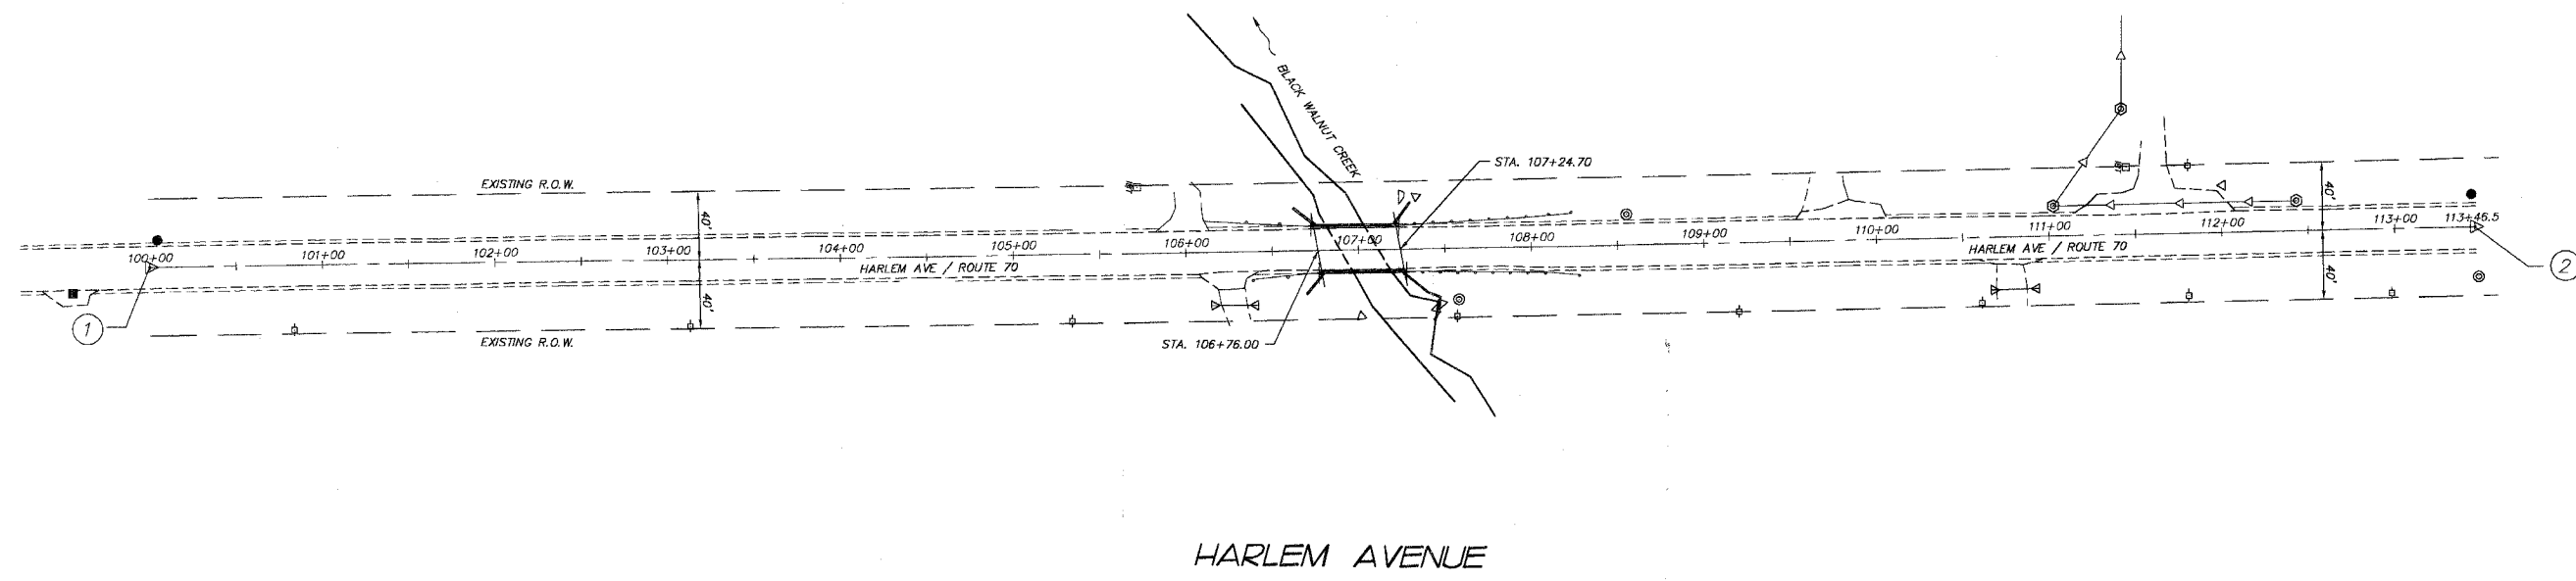 BLACK WALNUT CREEK
STA. 107+24.70
EXISTING R.O.W.
40'
40'
100+00
101+00
102+00
103+00
104+00
105+00
106+00
107+00
108+00
109+00
110+00
111+00
112+00
113+00
113+46.5
HARLEM AVE / ROUTE 70
HARLEM AVE / ROUTE 70
40'
40'
1
2
EXISTING R.O.W.
STA. 106+76.00
HARLEM AVENUE